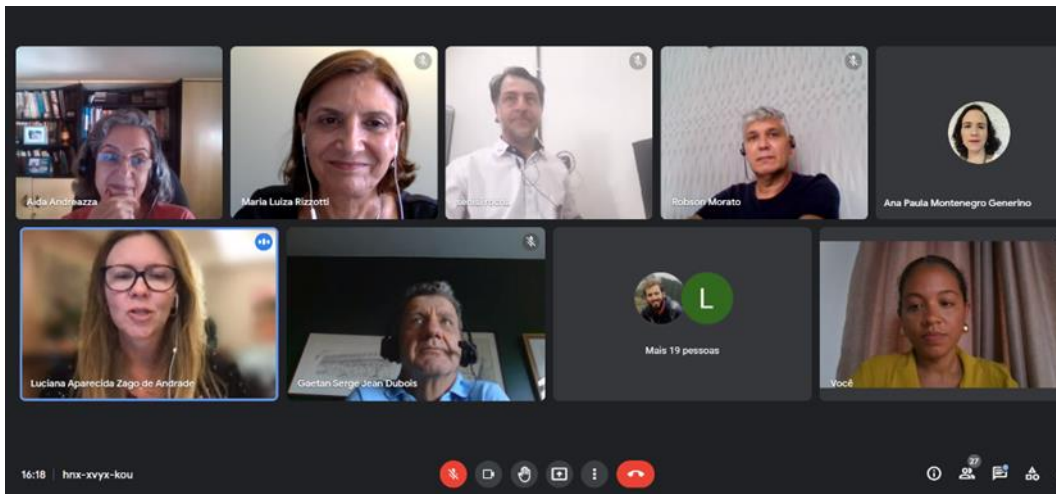 Aida Andreazza
Maria Luiza Rizzotti
Robson Morato
Ana Paula Montenegro Generino
Luciana Aparecida Zago de Andrade
Gaetan Serge Jean Dubois
L
Mais 19 pessoas
Você
16:18 | hnx-xvyx-kou
27